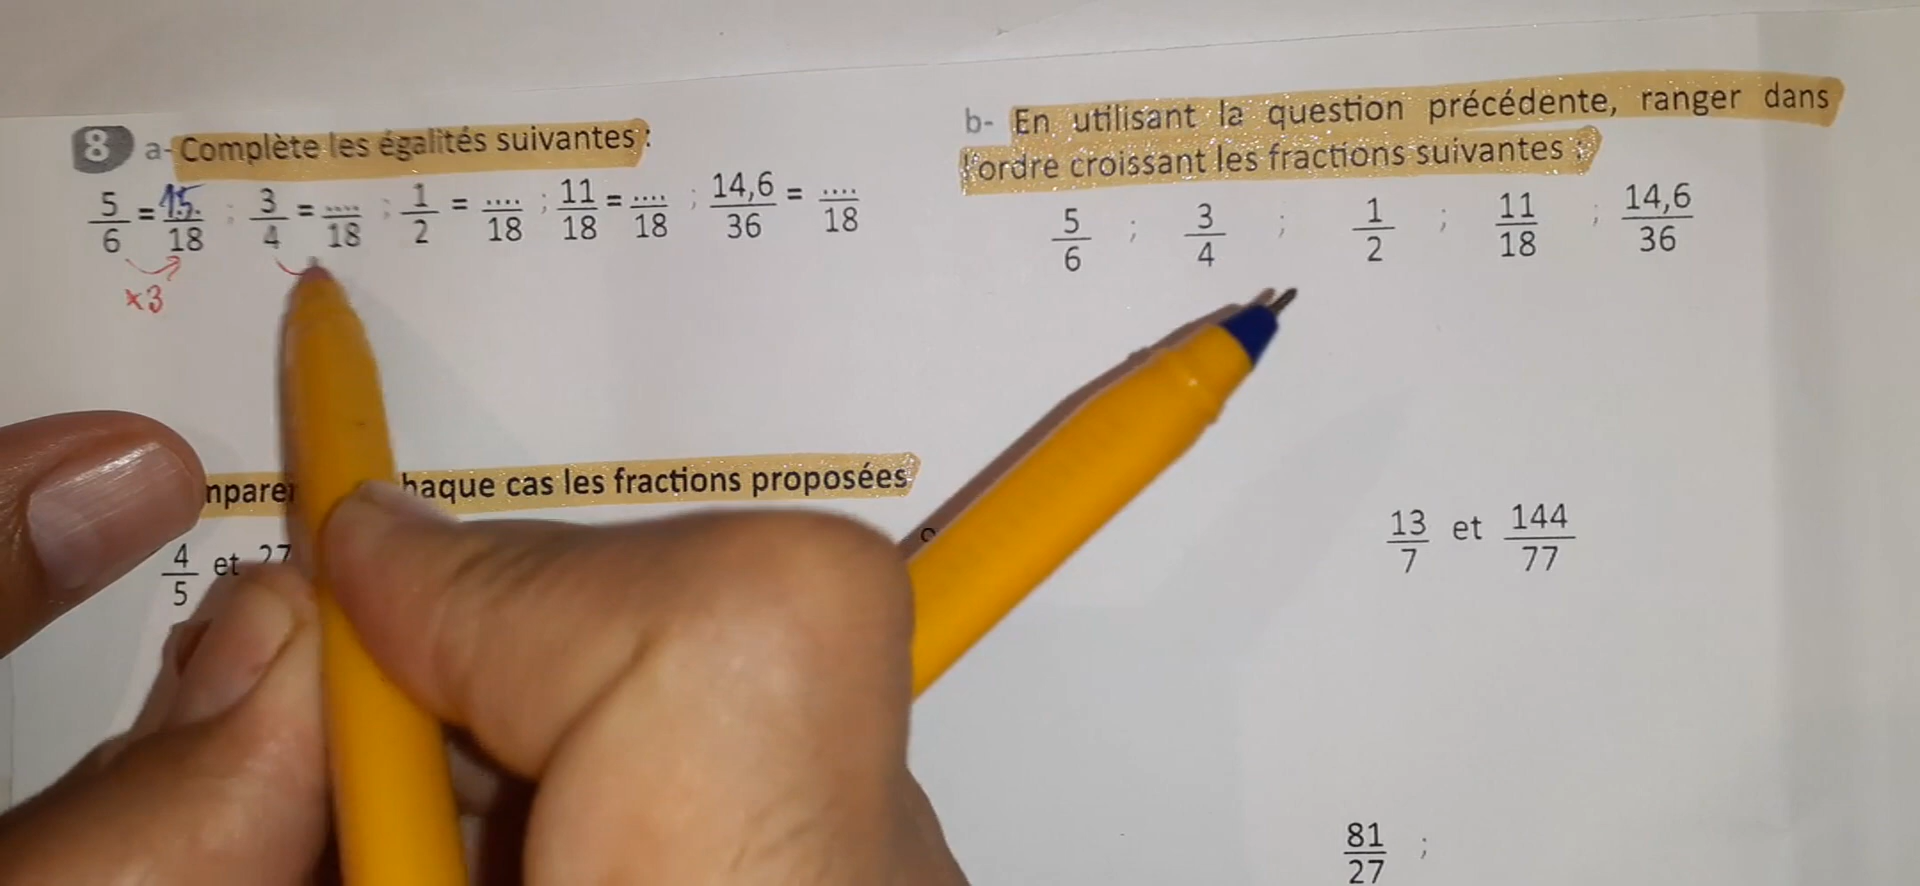 8 a- Complète les égalités suivantes :
5/6 = 15./18 ; 3/4 = ..../18 ; 1/2 = ..../18 ; 11/18 = ..../18 ; 14,6/36 = ..../18
×3
b- En utilisant la question précédente, ranger dans
l'ordre croissant les fractions suivantes :
5/6 ; 3/4 ; 1/2 ; 11/18 ; 14,6/36
haque cas les fractions proposées
4/5 et 27
13/7 et 144/77
81/27 ;